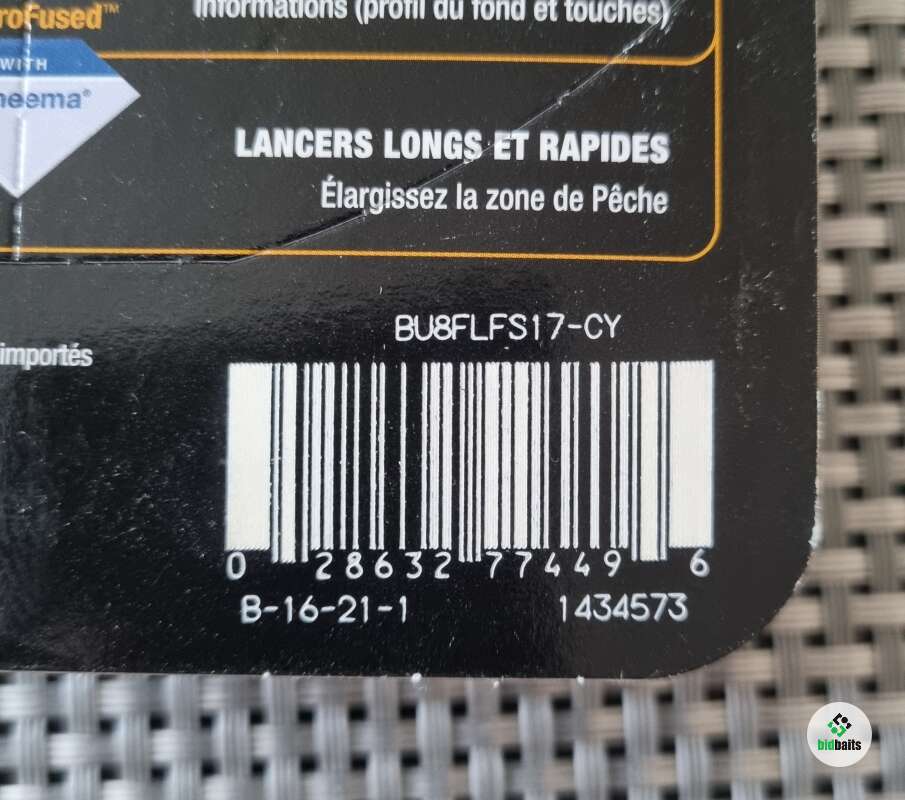 roFused™
informations (profil du fond et touches)
WITH
neema®
LANCERS LONGS ET RAPIDES
Élargissez la zone de Pêche
importés
BU8FLFS17-CY
0 28632 77449 6
B-16-21-1 1434573
bidbaits